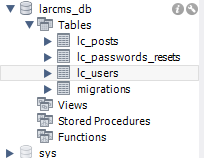 larcms_db
Tables
lc_posts
lc_passwords_resets
lc_users
migrations
Views
Stored Procedures
Functions
sys